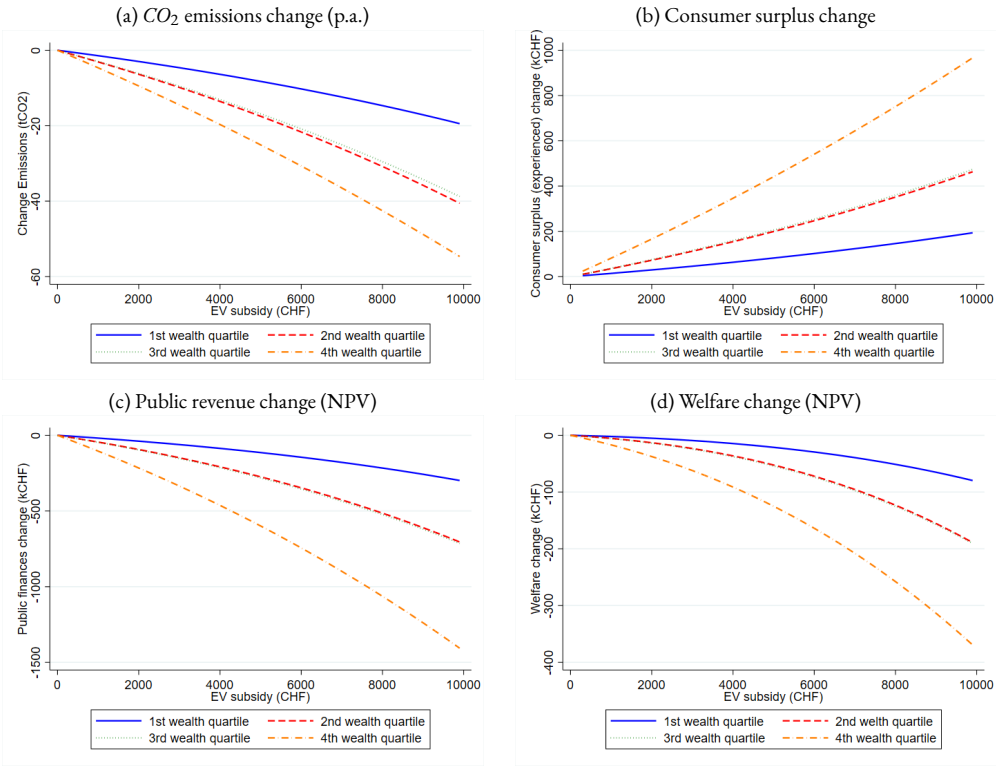 (a) CO2 emissions change (p.a.)
Change Emissions (tCO2)
0
-20
-40
-60
0 2000 4000 6000 8000 10000
EV subsidy (CHF)
1st wealth quartile 2nd wealth quartile
3rd wealth quartile 4th wealth quartile
(b) Consumer surplus change
Consumer surplus (experienced) change (kCHF)
1000
800
600
400
200
0
0 2000 4000 6000 8000 10000
EV subsidy (CHF)
1st wealth quartile 2nd wealth quartile
3rd wealth quartile 4th wealth quartile
(c) Public revenue change (NPV)
Public finances change (kCHF)
0
-500
-1000
-1500
0 2000 4000 6000 8000 10000
EV subsidy (CHF)
1st wealth quartile 2nd wealth quartile
3rd wealth quartile 4th wealth quartile
(d) Welfare change (NPV)
Welfare change (kCHF)
0
-100
-200
-300
-400
0 2000 4000 6000 8000 10000
EV subsidy (CHF)
1st wealth quartile 2nd welth quartile
3rd wealth quartile 4th wealth quartile